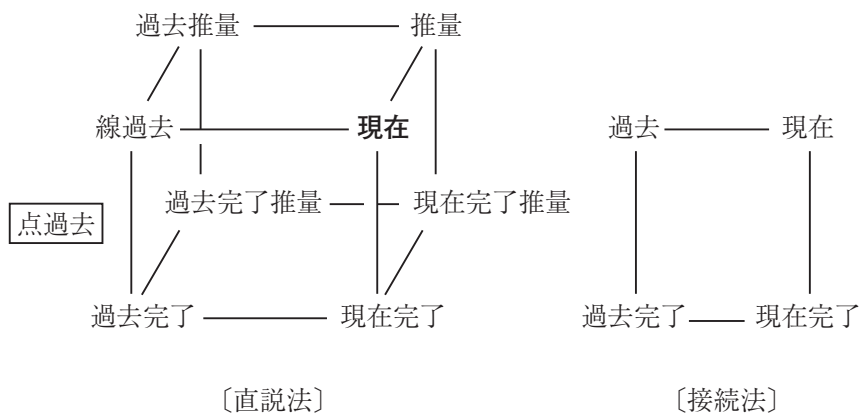 過去推量 推量
線過去 現在 過去 現在
過去完了推量 現在完了推量
点過去
過去完了 現在完了 過去完了 現在完了
〔直説法〕 〔接続法〕